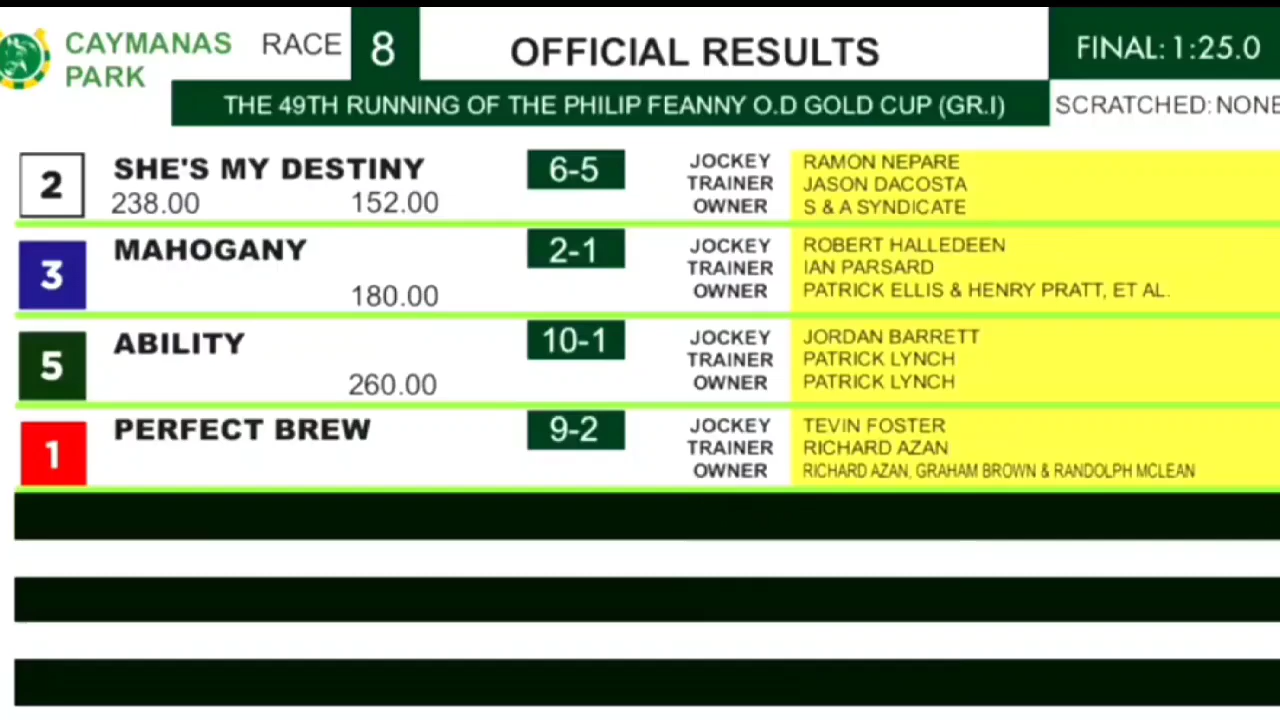 CAYMANAS PARK
RACE 8
OFFICIAL RESULTS
FINAL: 1:25.0
THE 49TH RUNNING OF THE PHILIP FEANNY O.D GOLD CUP (GR.I)
SCRATCHED: NONE
2 SHE'S MY DESTINY 6-5
238.00 152.00
JOCKEY RAMON NEPARE
TRAINER JASON DACOSTA
OWNER S & A SYNDICATE
3 MAHOGANY 2-1
180.00
JOCKEY ROBERT HALLEDEEN
TRAINER IAN PARSARD
OWNER PATRICK ELLIS & HENRY PRATT, ET AL.
5 ABILITY 10-1
260.00
JOCKEY JORDAN BARRETT
TRAINER PATRICK LYNCH
OWNER PATRICK LYNCH
1 PERFECT BREW 9-2
JOCKEY TEVIN FOSTER
TRAINER RICHARD AZAN
OWNER RICHARD AZAN, GRAHAM BROWN & RANDOLPH MCLEAN